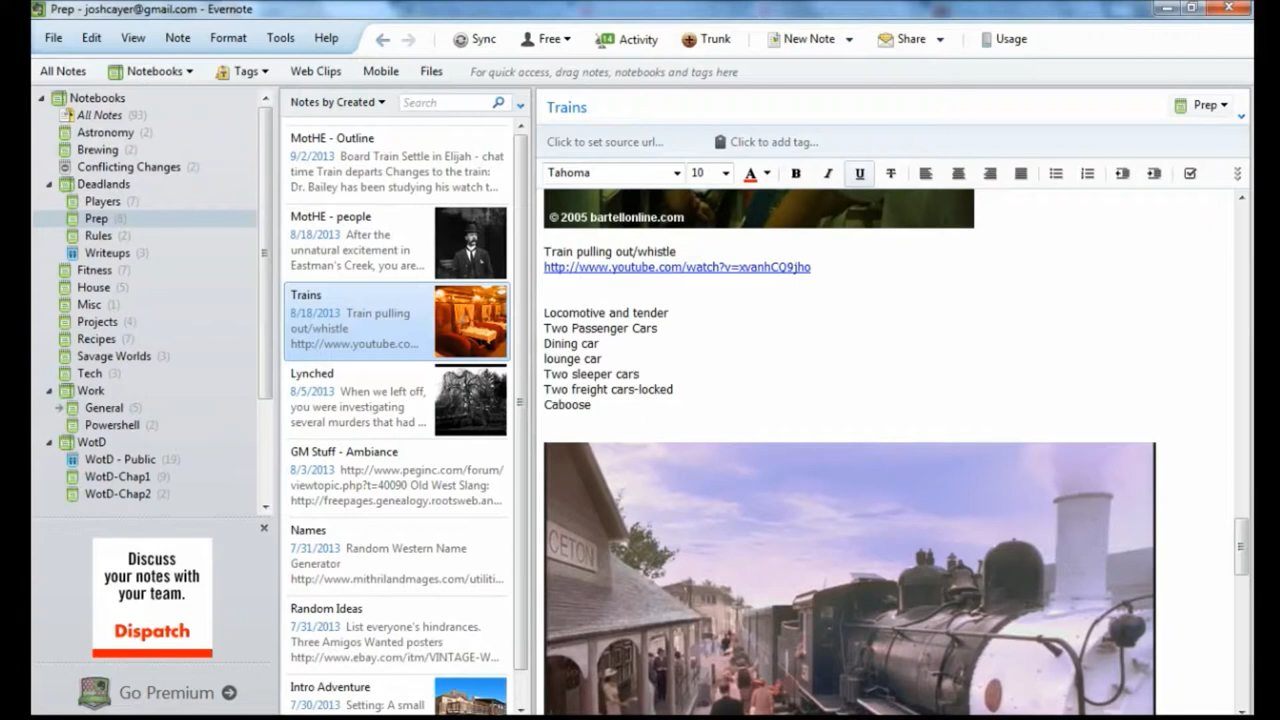 Prep - joshcayer@gmail.com - Evernote
File Edit View Note Format Tools Help
Sync Free 14 Activity Trunk New Note Share Usage
All Notes Notebooks Tags Web Clips Mobile Files For quick access, drag notes, notebooks and tags here
Notebooks
All Notes (93)
Astronomy (2)
Brewing (2)
Conflicting Changes (2)
Deadlands
Players (7)
Prep (8)
Rules (2)
Writeups (3)
Fitness (7)
House (5)
Misc (1)
Projects (4)
Recipes (7)
Savage Worlds (3)
Tech (3)
Work
General (5)
Powershell (2)
WotD
WotD - Public (19)
WotD-Chap1 (9)
WotD-Chap2 (2)
Discuss
your notes with
your team.
Dispatch
Go Premium
Notes by Created Search
MotHE - Outline
9/2/2013 Board Train Settle in Elijah - chat
time Train departs Changes to the train:
Dr. Bailey has been studying his watch t...
MotHE - people
8/18/2013 After the
unnatural excitement in
Eastman's Creek, you are...
Trains
8/18/2013 Train pulling
out/whistle
http://www.youtube.co...
Lynched
8/5/2013 When we left off,
you were investigating
several murders that had ...
GM Stuff - Ambiance
8/3/2013 http://www.peginc.com/forum/
viewtopic.php?t=40090 Old West Slang:
http://freepages.genealogy.rootsweb.an...
Names
7/31/2013 Random Western Name
Generator
http://www.mithrilandmages.com/utiliti...
Random Ideas
7/31/2013 List everyone's hindrances.
Three Amigos Wanted posters
http://www.ebay.com/itm/VINTAGE-W...
Intro Adventure
7/30/2013 Setting: A small
Trains Prep
Click to set source url... Click to add tag...
Tahoma 10 A B I U T
© 2005 bartellonline.com
Train pulling out/whistle
http://www.youtube.com/watch?v=xvanhCQ9jho
Locomotive and tender
Two Passenger Cars
Dining car
lounge car
Two sleeper cars
Two freight cars-locked
Caboose
CETOM